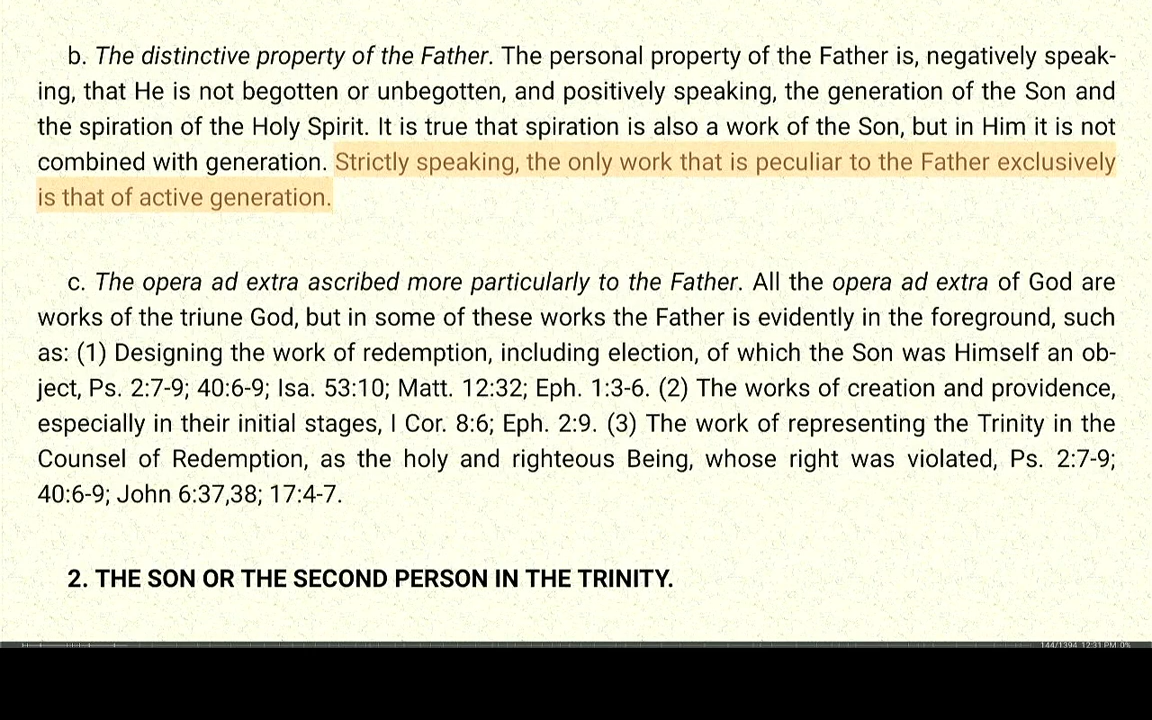 b. The distinctive property of the Father. The personal property of the Father is, negatively speak-
ing, that He is not begotten or unbegotten, and positively speaking, the generation of the Son and
the spiration of the Holy Spirit. It is true that spiration is also a work of the Son, but in Him it is not
combined with generation. Strictly speaking, the only work that is peculiar to the Father exclusively
is that of active generation.
c. The opera ad extra ascribed more particularly to the Father. All the opera ad extra of God are
works of the triune God, but in some of these works the Father is evidently in the foreground, such
as: (1) Designing the work of redemption, including election, of which the Son was Himself an ob-
ject, Ps. 2:7-9; 40:6-9; Isa. 53:10; Matt. 12:32; Eph. 1:3-6. (2) The works of creation and providence,
especially in their initial stages, I Cor. 8:6; Eph. 2:9. (3) The work of representing the Trinity in the
Counsel of Redemption, as the holy and righteous Being, whose right was violated, Ps. 2:7-9;
40:6-9; John 6:37,38; 17:4-7.
2. THE SON OR THE SECOND PERSON IN THE TRINITY.
144/1394 12:31 PM 0%